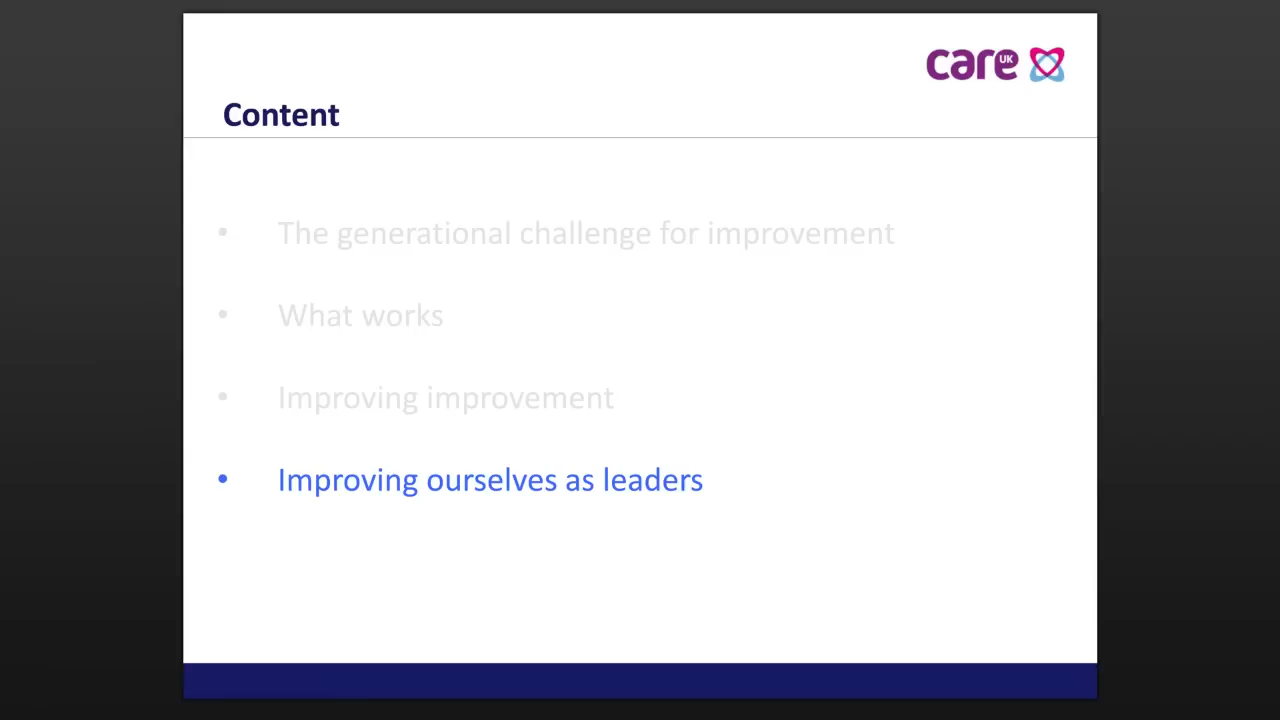 care UK
Content
• The generational challenge for improvement
• What works
• Improving improvement
• Improving ourselves as leaders